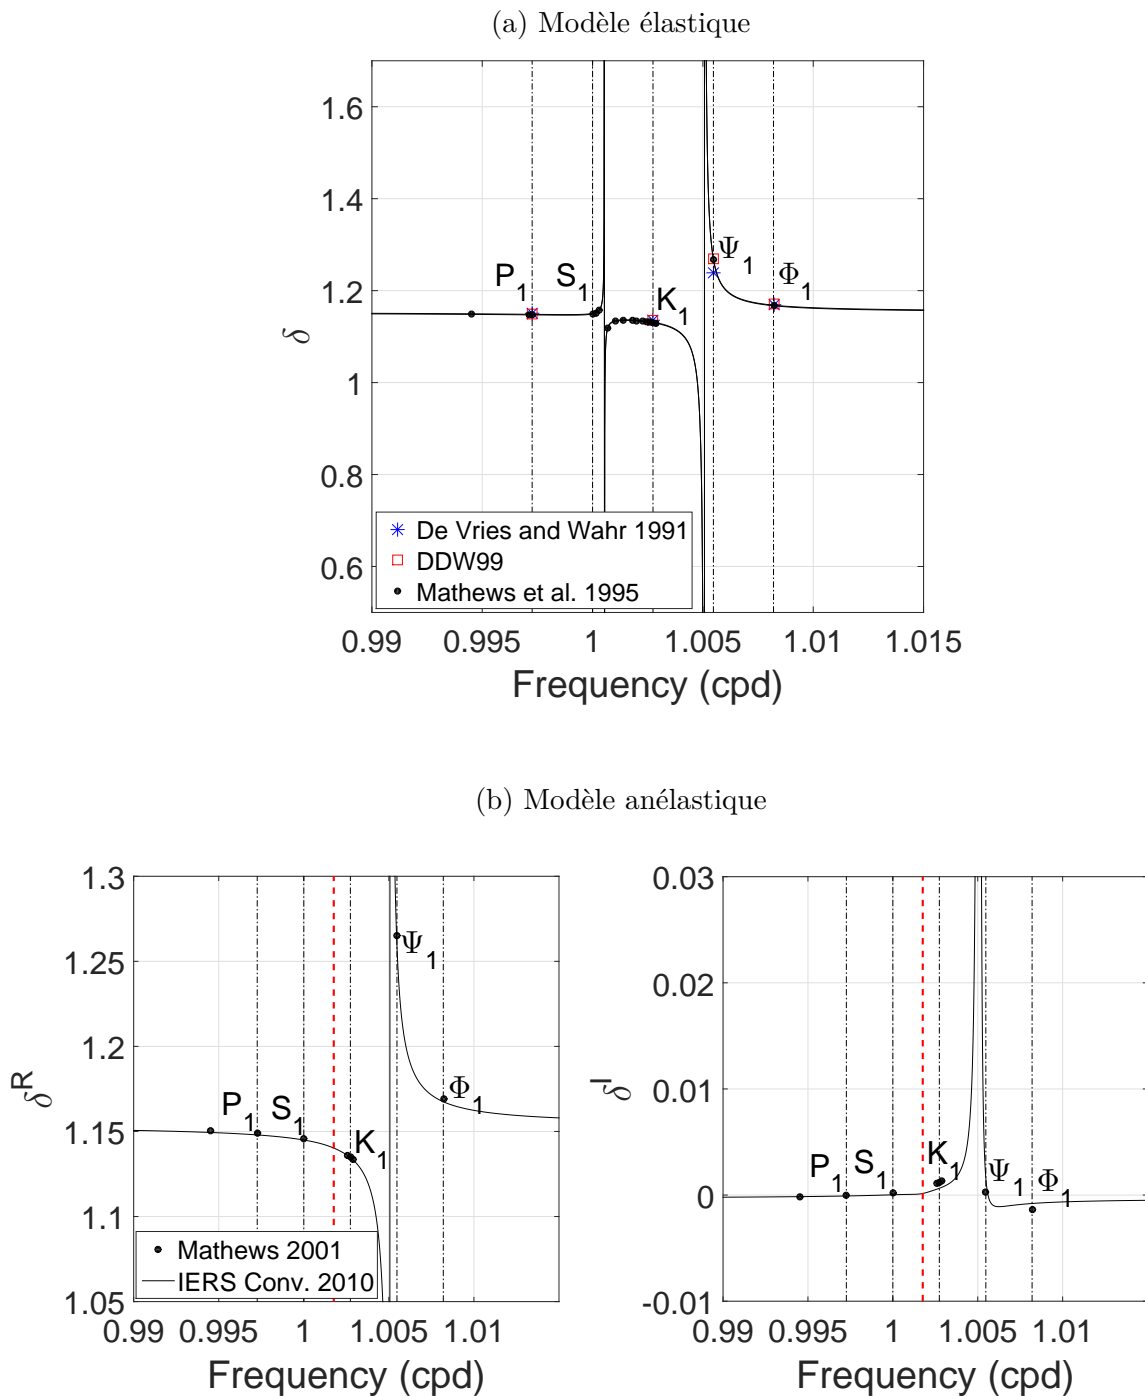 (a) Modèle élastique
1.6
1.4
1.2
1
0.8
0.6
δ
P1
S1
K1
Ψ1
Φ1
De Vries and Wahr 1991
DDW99
Mathews et al. 1995
0.99 0.995 1 1.005 1.01 1.015
Frequency (cpd)
(b) Modèle anélastique
1.3
1.25
1.2
1.15
1.1
1.05
δR
P1
S1
K1
Ψ1
Φ1
Mathews 2001
IERS Conv. 2010
0.99 0.995 1 1.005 1.01
Frequency (cpd)
0.03
0.02
0.01
0
-0.01
δI
P1
S1
K1
Ψ1
Φ1
0.99 0.995 1 1.005 1.01
Frequency (cpd)